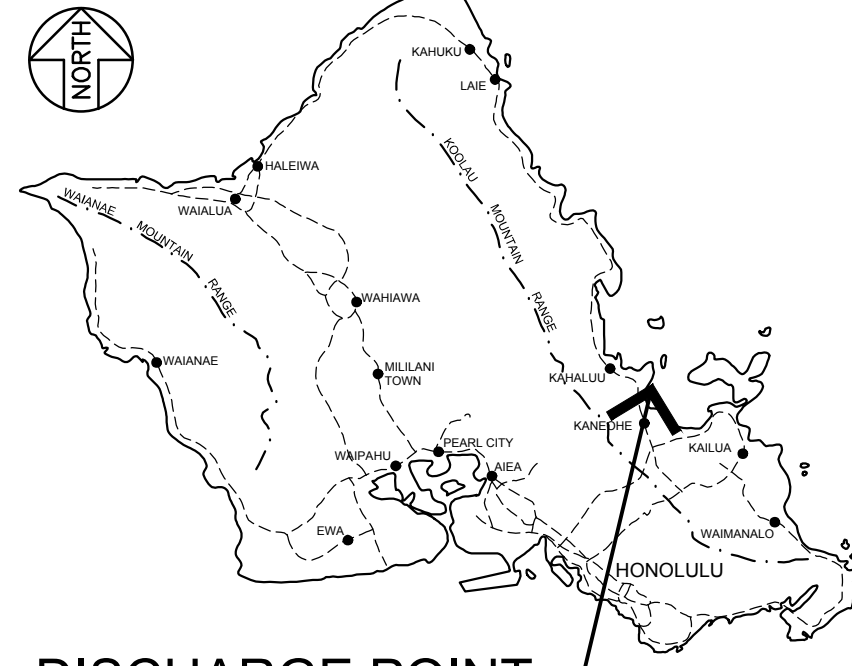 NORTH
KAHUKU
LAIE
KOOLAU
MOUNTAIN
RANGE
HALEIWA
WAIALUA
WAIANAE
MOUNTAIN
RANGE
WAHIAWA
WAIANAE
MILILANI
TOWN
KAHALUU
KANEOHE
KAILUA
PEARL CITY
WAIPAHU
AIEA
EWA
WAIMANALO
HONOLULU
DISCHARGE POINT